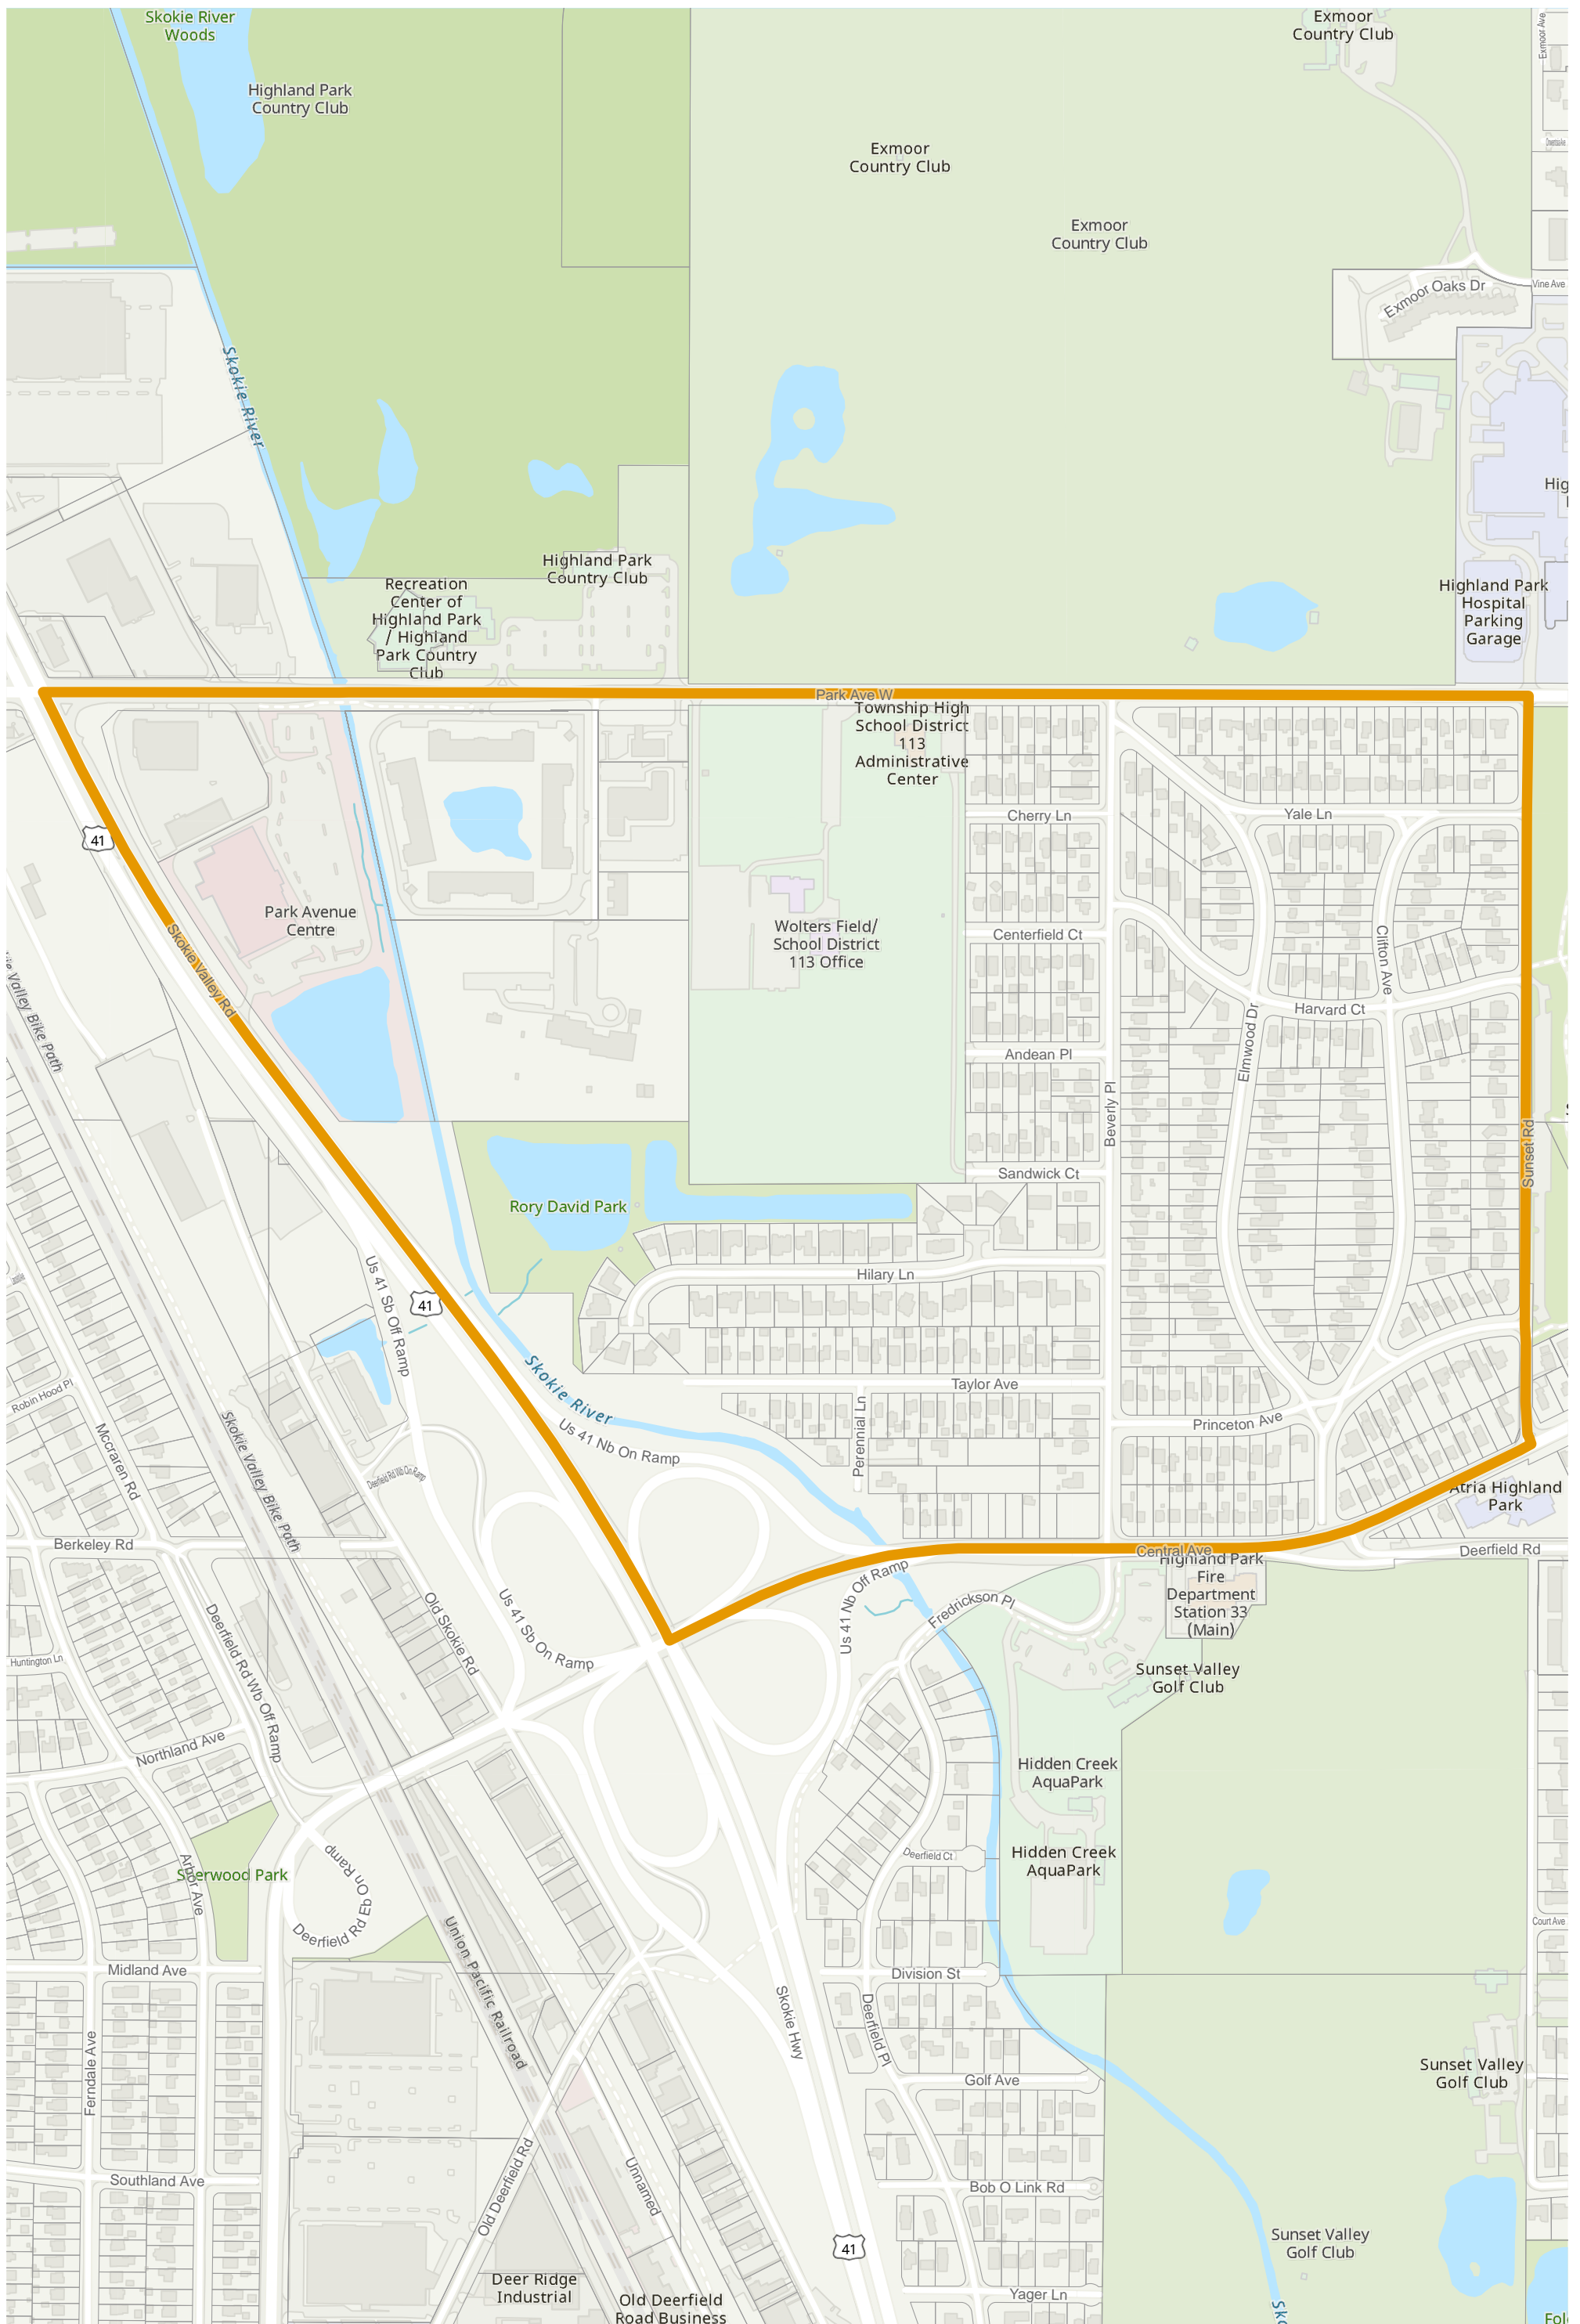 Skokie River
Woods
Exmoor
Country Club
Exmoor Ave
Highland Park
Country Club
Exmoor
Country Club
Exmoor
Country Club
Exmoor Oaks Dr
Vine Ave
Skokie River
Highland Park
Country Club
Recreation
Center of
Highland Park
/ Highland
Park Country
Club
Highland Park
Hospital
Parking
Garage
Park Ave W
Township High
School District
113
Administrative
Center
41
Cherry Ln
Yale Ln
Park Avenue
Centre
Skokie Valley Rd
Wolters Field/
School District
113 Office
Centerfield Ct
Clifton Ave
Harvard Ct
Elmwood Dr
Andean Pl
Beverly Pl
Sunset Rd
Sandwick Ct
Rory David Park
Hilary Ln
Us 41 Sb Off Ramp
41
Skokie River
Taylor Ave
Perennial Ln
Princeton Ave
Robin Hood Pl
Mccraren Rd
Skokie Valley Bike Path
Us 41 Nb On Ramp
Deerfield Rd Wb On Ramp
Atria Highland
Park
Berkeley Rd
Central Ave
Deerfield Rd
Highland Park
Fire
Department
Station 33
(Main)
Us 41 Nb Off Ramp
Fredrickson Pl
Old Skokie Rd
Us 41 Sb On Ramp
Deerfield Rd Wb Off Ramp
Huntington Ln
Sunset Valley
Golf Club
Northland Ave
Hidden Creek
AquaPark
Deerfield Ct
Hidden Creek
AquaPark
Sherwood Park
Arbor Ave
Deerfield Rd Eb On Ramp
Court Ave
Union Pacific Railroad
Midland Ave
Division St
Skokie Hwy
Deerfield Pl
Ferndale Ave
Golf Ave
Sunset Valley
Golf Club
Southland Ave
Old Deerfield Rd
Unnamed
Bob O Link Rd
41
Sunset Valley
Golf Club
Deer Ridge
Industrial
Old Deerfield
Road Business
Yager Ln